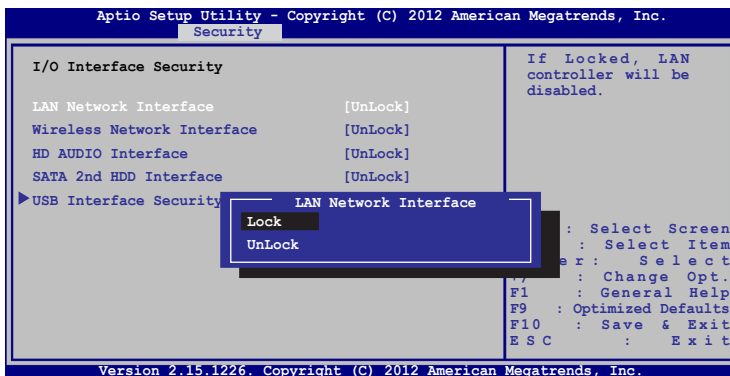 Aptio Setup Utility - Copyright (C) 2012 American Megatrends, Inc.
Security
I/O Interface Security
LAN Network Interface [UnLock]
Wireless Network Interface [UnLock]
HD AUDIO Interface [UnLock]
SATA 2nd HDD Interface [UnLock]
USB Interface Security
LAN Network Interface
Lock
UnLock
If Locked, LAN
controller will be
disabled.
: Select Screen
: Select Item
er: Select
: Change Opt.
F1 : General Help
F9 : Optimized Defaults
F10 : Save & Exit
ESC : Exit
Version 2.15.1226. Copyright (C) 2012 American Megatrends, Inc.